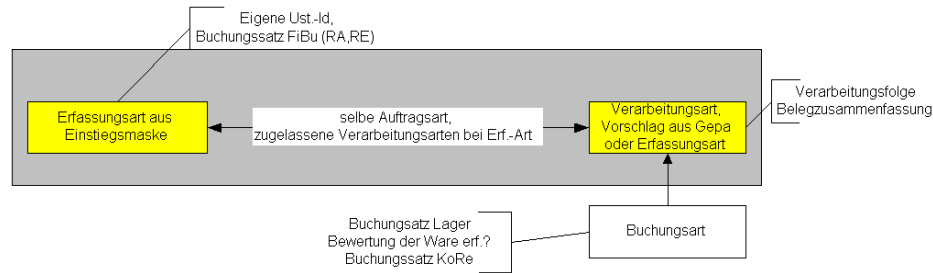 Eigene Ust.-Id,
Buchungssatz FiBu (RA,RE)
Erfassungsart aus
Einstiegsmaske
selbe Auftragsart,
zugelassene Verarbeitungsarten bei Erf.-Art
Verarbeitungsart,
Vorschlag aus Gepa
oder Erfassungsart
Verarbeitungsfolge
Belegzusammenfassung
Buchungsatz Lager
Bewertung der Ware erf.?
Buchungssatz KoRe
Buchungsart